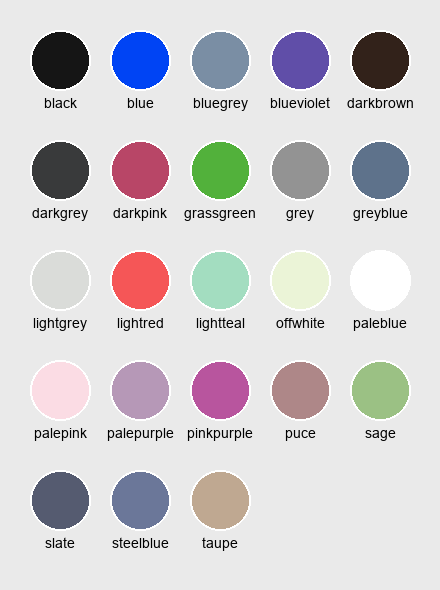 black blue bluegrey blueviolet darkbrown
darkgrey darkpink grassgreen grey greyblue
lightgrey lightred lightteal offwhite paleblue
palepink palepurple pinkpurple puce sage
slate steelblue taupe